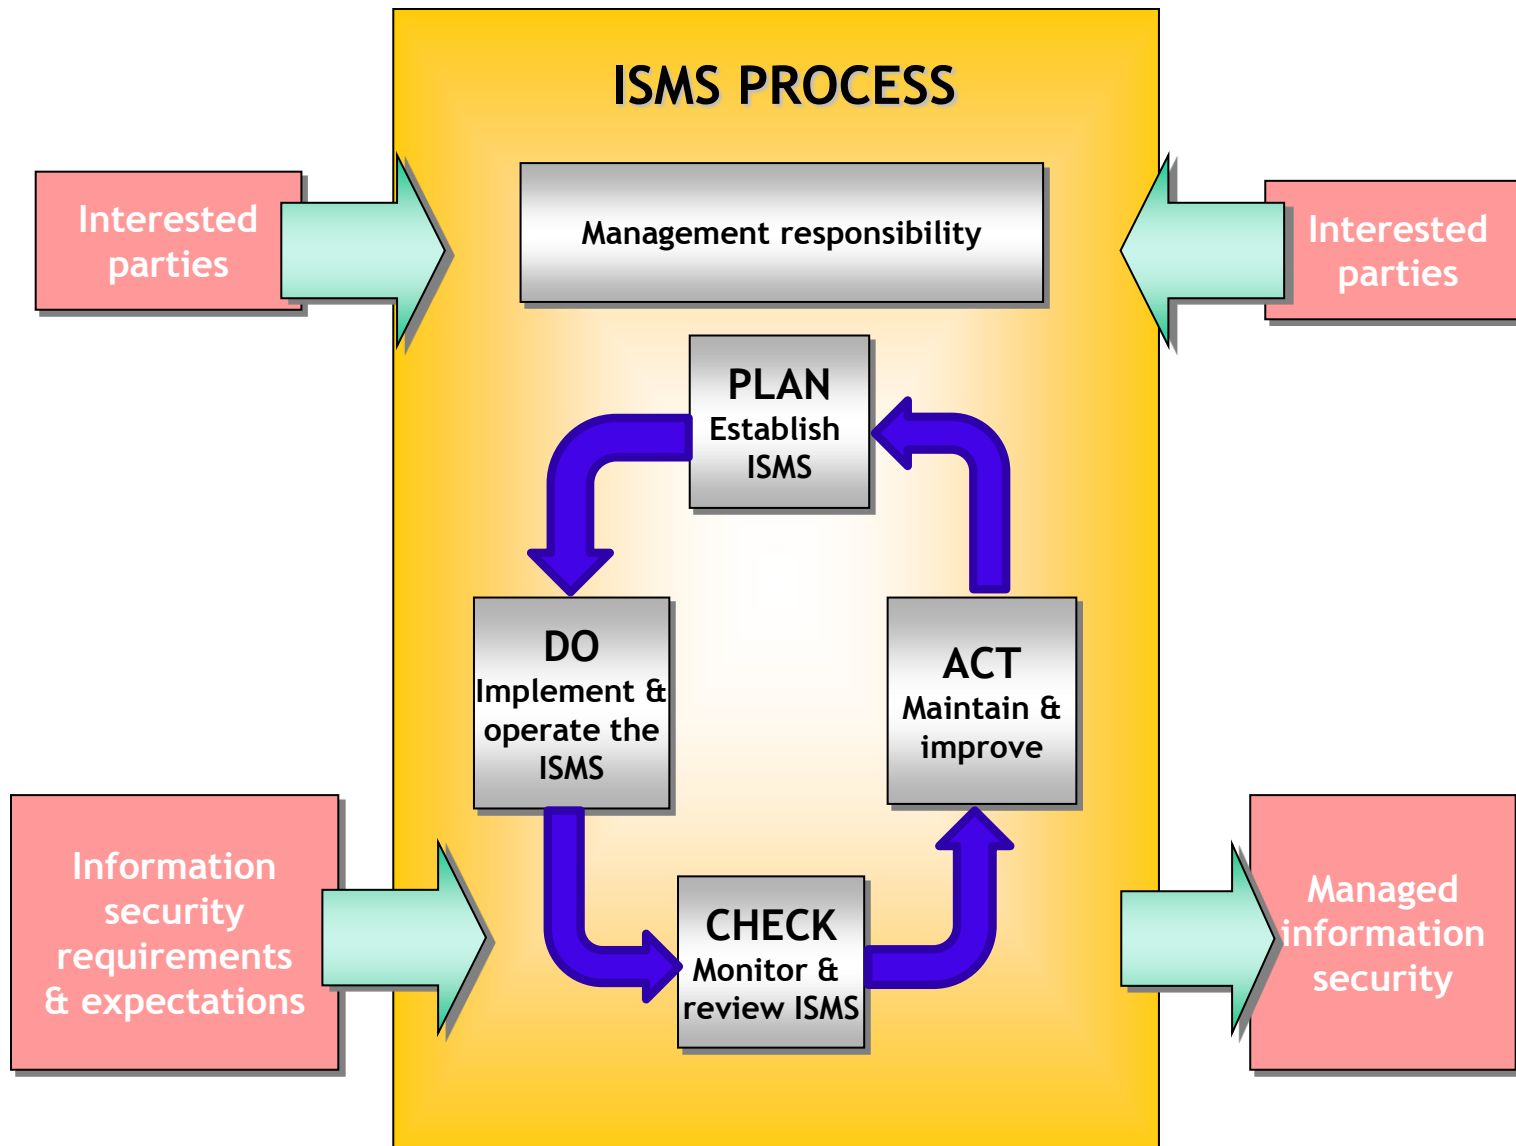 ISMS PROCESS
Interested
parties
Management responsibility
Interested
parties
PLAN
Establish
ISMS
DO
Implement &
operate the
ISMS
ACT
Maintain &
improve
Information
security
requirements
& expectations
CHECK
Monitor &
review ISMS
Managed
information
security